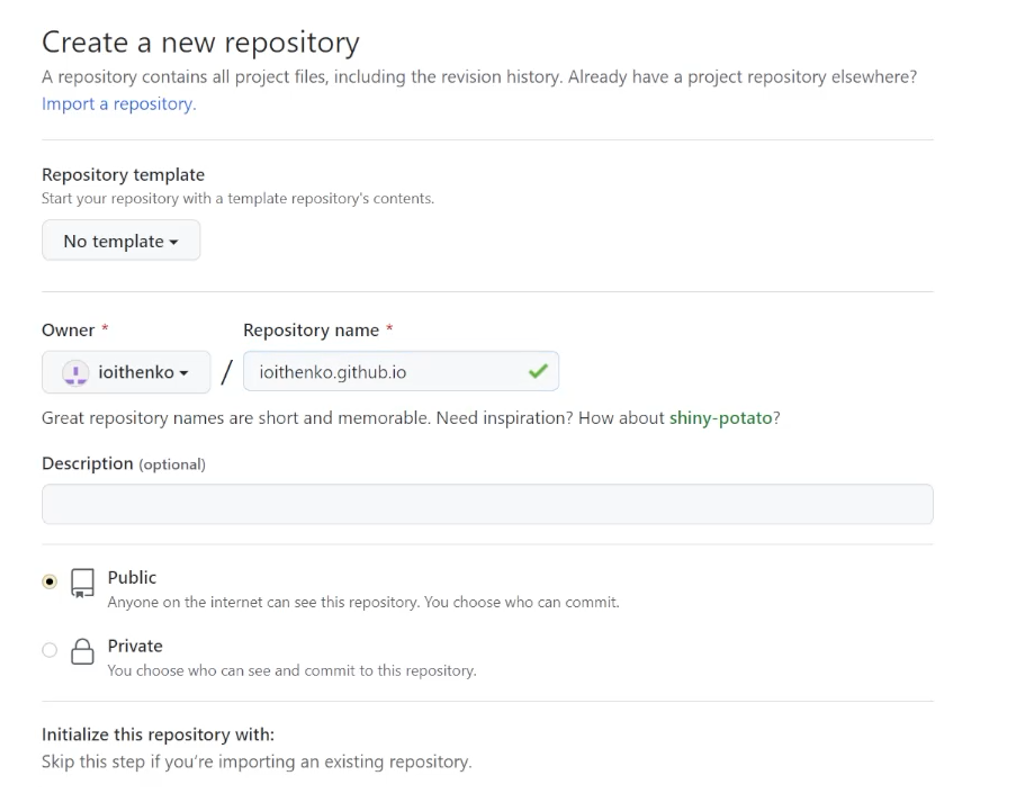 Create a new repository
A repository contains all project files, including the revision history. Already have a project repository elsewhere?
Import a repository.
Repository template
Start your repository with a template repository's contents.
No template
Owner *
Repository name *
ioithenko / ioithenko.github.io
Great repository names are short and memorable. Need inspiration? How about shiny-potato?
Description (optional)
Public
Anyone on the internet can see this repository. You choose who can commit.
Private
You choose who can see and commit to this repository.
Initialize this repository with:
Skip this step if you're importing an existing repository.